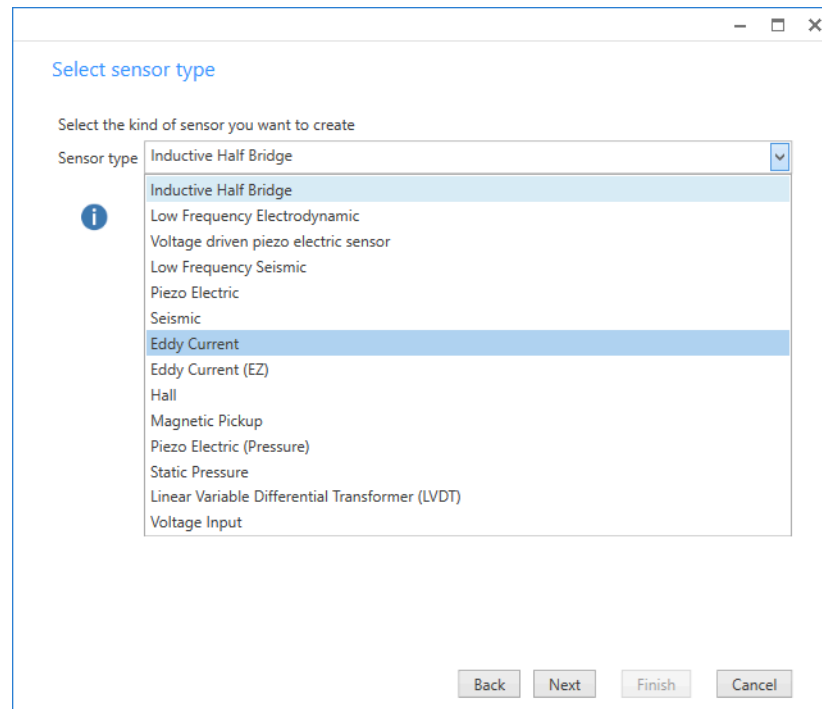 Select sensor type
Select the kind of sensor you want to create
Sensor type Inductive Half Bridge
Inductive Half Bridge
Low Frequency Electrodynamic
Voltage driven piezo electric sensor
Low Frequency Seismic
Piezo Electric
Seismic
Eddy Current
Eddy Current (EZ)
Hall
Magnetic Pickup
Piezo Electric (Pressure)
Static Pressure
Linear Variable Differential Transformer (LVDT)
Voltage Input
Back Next Finish Cancel